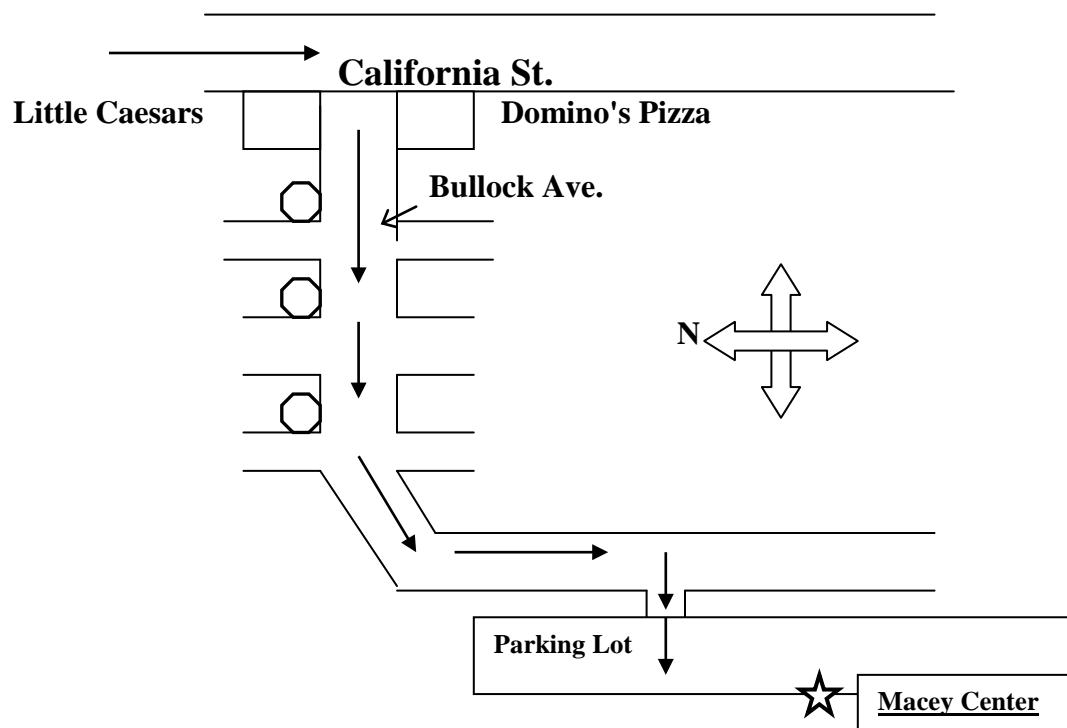 California St.
Little Caesars
Domino's Pizza
Bullock Ave.
N
Parking Lot
Macey Center